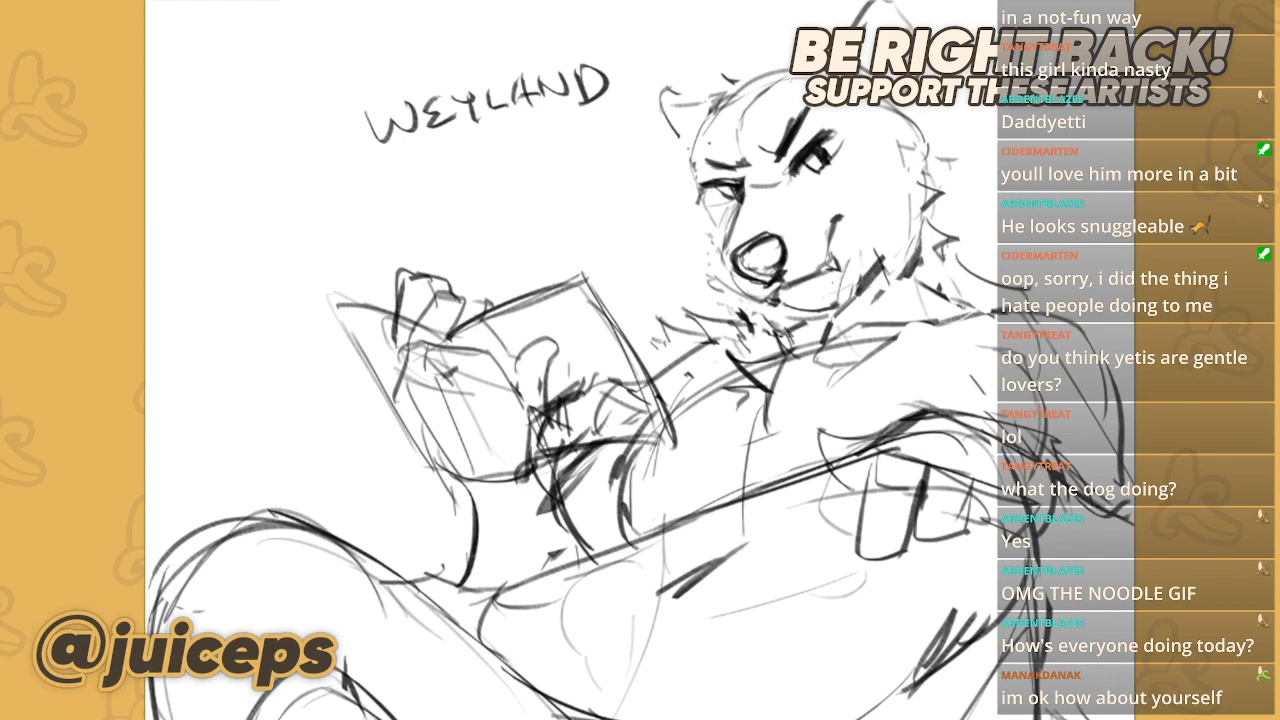 WEYLAND
BE RIGHT BACK!
SUPPORT THESE ARTISTS
@juiceps
in a not-fun way
TANGYTREAT
this girl kinda nasty
ARDENTBLAZES
Daddyetti
CIDERMARTEN
youll love him more in a bit
ARDENTBLAZES
He looks snuggleable
CIDERMARTEN
oop, sorry, i did the thing i
hate people doing to me
TANGYTREAT
do you think yetis are gentle
lovers?
TANGYTREAT
lol
TANGYTREAT
what the dog doing?
ARDENTBLAZES
Yes
ARDENTBLAZES
OMG THE NOODLE GIF
ARDENTBLAZES
How's everyone doing today?
MANAKDANAK
im ok how about yourself